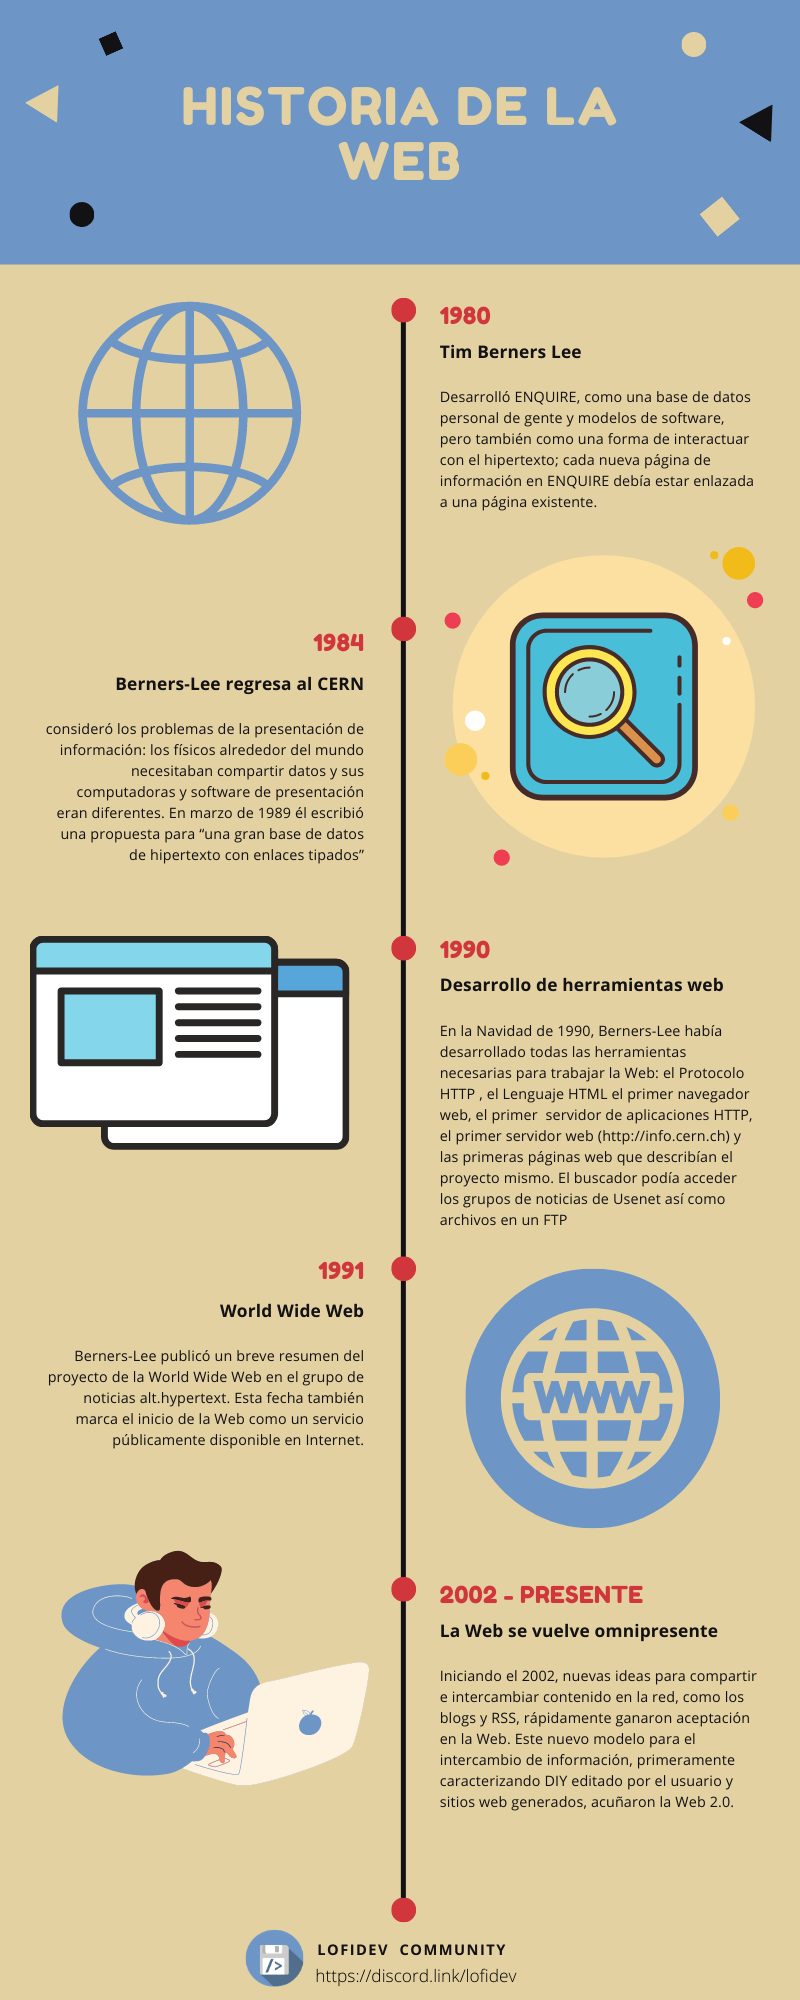 HISTORIA DE LA
WEB
1980
Tim Berners Lee
Desarrolló ENQUIRE, como una base de datos
personal de gente y modelos de software,
pero también como una forma de interactuar
con el hipertexto; cada nueva página de
información en ENQUIRE debía estar enlazada
a una página existente.
1984
Berners-Lee regresa al CERN
consideró los problemas de la presentación de
información: los físicos alrededor del mundo
necesitaban compartir datos y sus
computadoras y software de presentación
eran diferentes. En marzo de 1989 él escribió
una propuesta para “una gran base de datos
de hipertexto con enlaces tipados”
1990
Desarrollo de herramientas web
En la Navidad de 1990, Berners-Lee había
desarrollado todas las herramientas
necesarias para trabajar la Web: el Protocolo
HTTP , el Lenguaje HTML el primer navegador
web, el primer  servidor de aplicaciones HTTP,
el primer servidor web (http://info.cern.ch) y
las primeras páginas web que describían el
proyecto mismo. El buscador podía acceder
los grupos de noticias de Usenet así como
archivos en un FTP
1991
World Wide Web
Berners-Lee publicó un breve resumen del
proyecto de la World Wide Web en el grupo de
noticias alt.hypertext. Esta fecha también
marca el inicio de la Web como un servicio
públicamente disponible en Internet.
WWW
2002 - PRESENTE
La Web se vuelve omnipresente
Iniciando el 2002, nuevas ideas para compartir
e intercambiar contenido en la red, como los
blogs y RSS, rápidamente ganaron aceptación
en la Web. Este nuevo modelo para el
intercambio de información, primeramente
caracterizando DIY editado por el usuario y
sitios web generados, acuñaron la Web 2.0.
</>
LOFIDEV  COMMUNITY
https://discord.link/lofidev